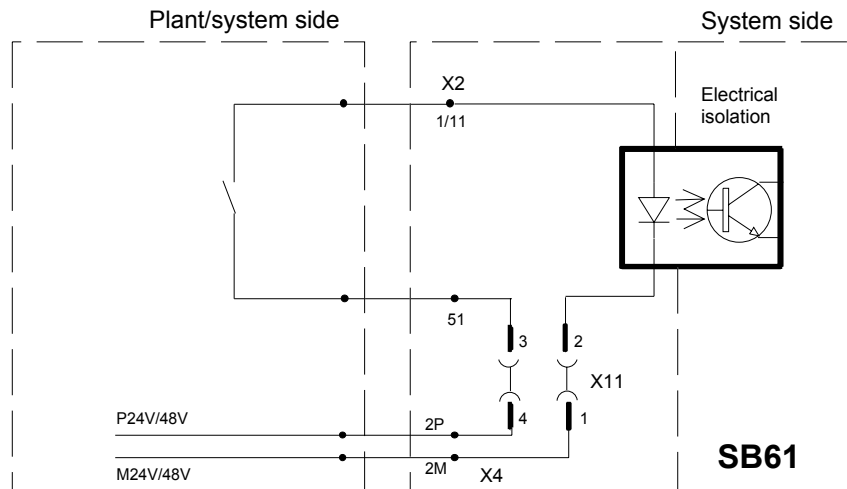 Plant/system side
System side
X2
1/11
Electrical
isolation
51
3
2
X11
4
1
P24V/48V
2P
M24V/48V
2M
X4
SB61